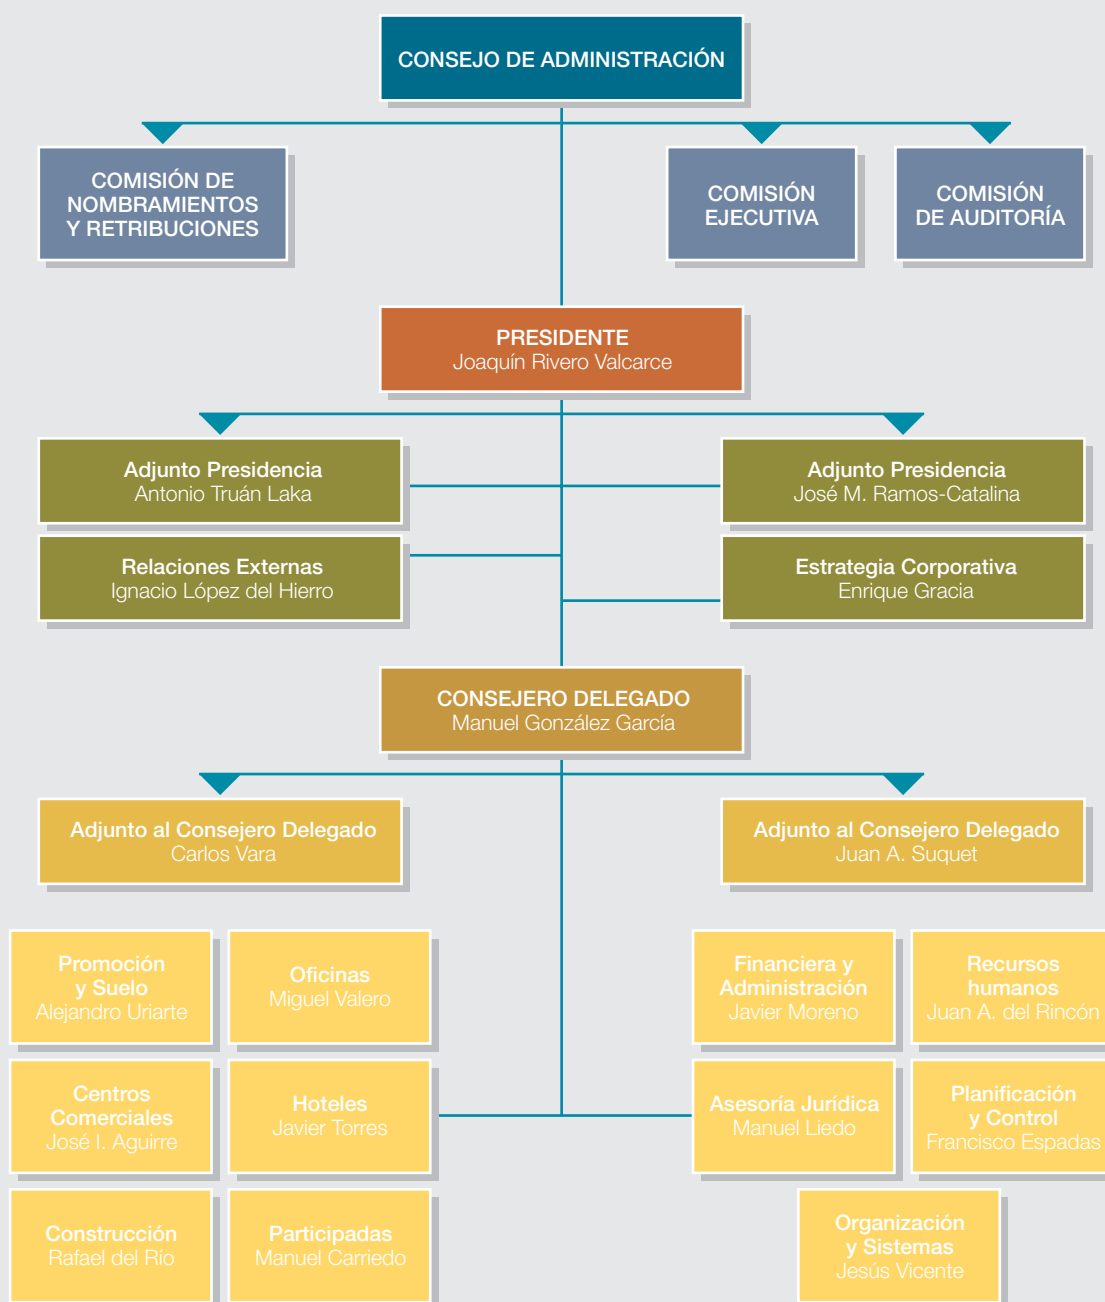 CONSEJO DE ADMINISTRACIÓN
COMISIÓN DE
NOMBRAMIENTOS
Y RETRIBUCIONES
COMISIÓN
EJECUTIVA
COMISIÓN
DE AUDITORÍA
PRESIDENTE
Joaquín Rivero Valcarce
Adjunto Presidencia
Antonio Truán Laka
Adjunto Presidencia
José M. Ramos-Catalina
Relaciones Externas
Ignacio López del Hierro
Estrategia Corporativa
Enrique Gracia
CONSEJERO DELEGADO
Manuel González García
Adjunto al Consejero Delegado
Carlos Vara
Adjunto al Consejero Delegado
Juan A. Suquet
Promoción
y Suelo
Alejandro Uriarte
Oficinas
Miguel Valero
Financiera y
Administración
Javier Moreno
Recursos
humanos
Juan A. del Rincón
Centros
Comerciales
José I. Aguirre
Hoteles
Javier Torres
Asesoría Jurídica
Manuel Liedo
Planificación
y Control
Francisco Espadas
Construcción
Rafael del Río
Participadas
Manuel Carriedo
Organización
y Sistemas
Jesús Vicente